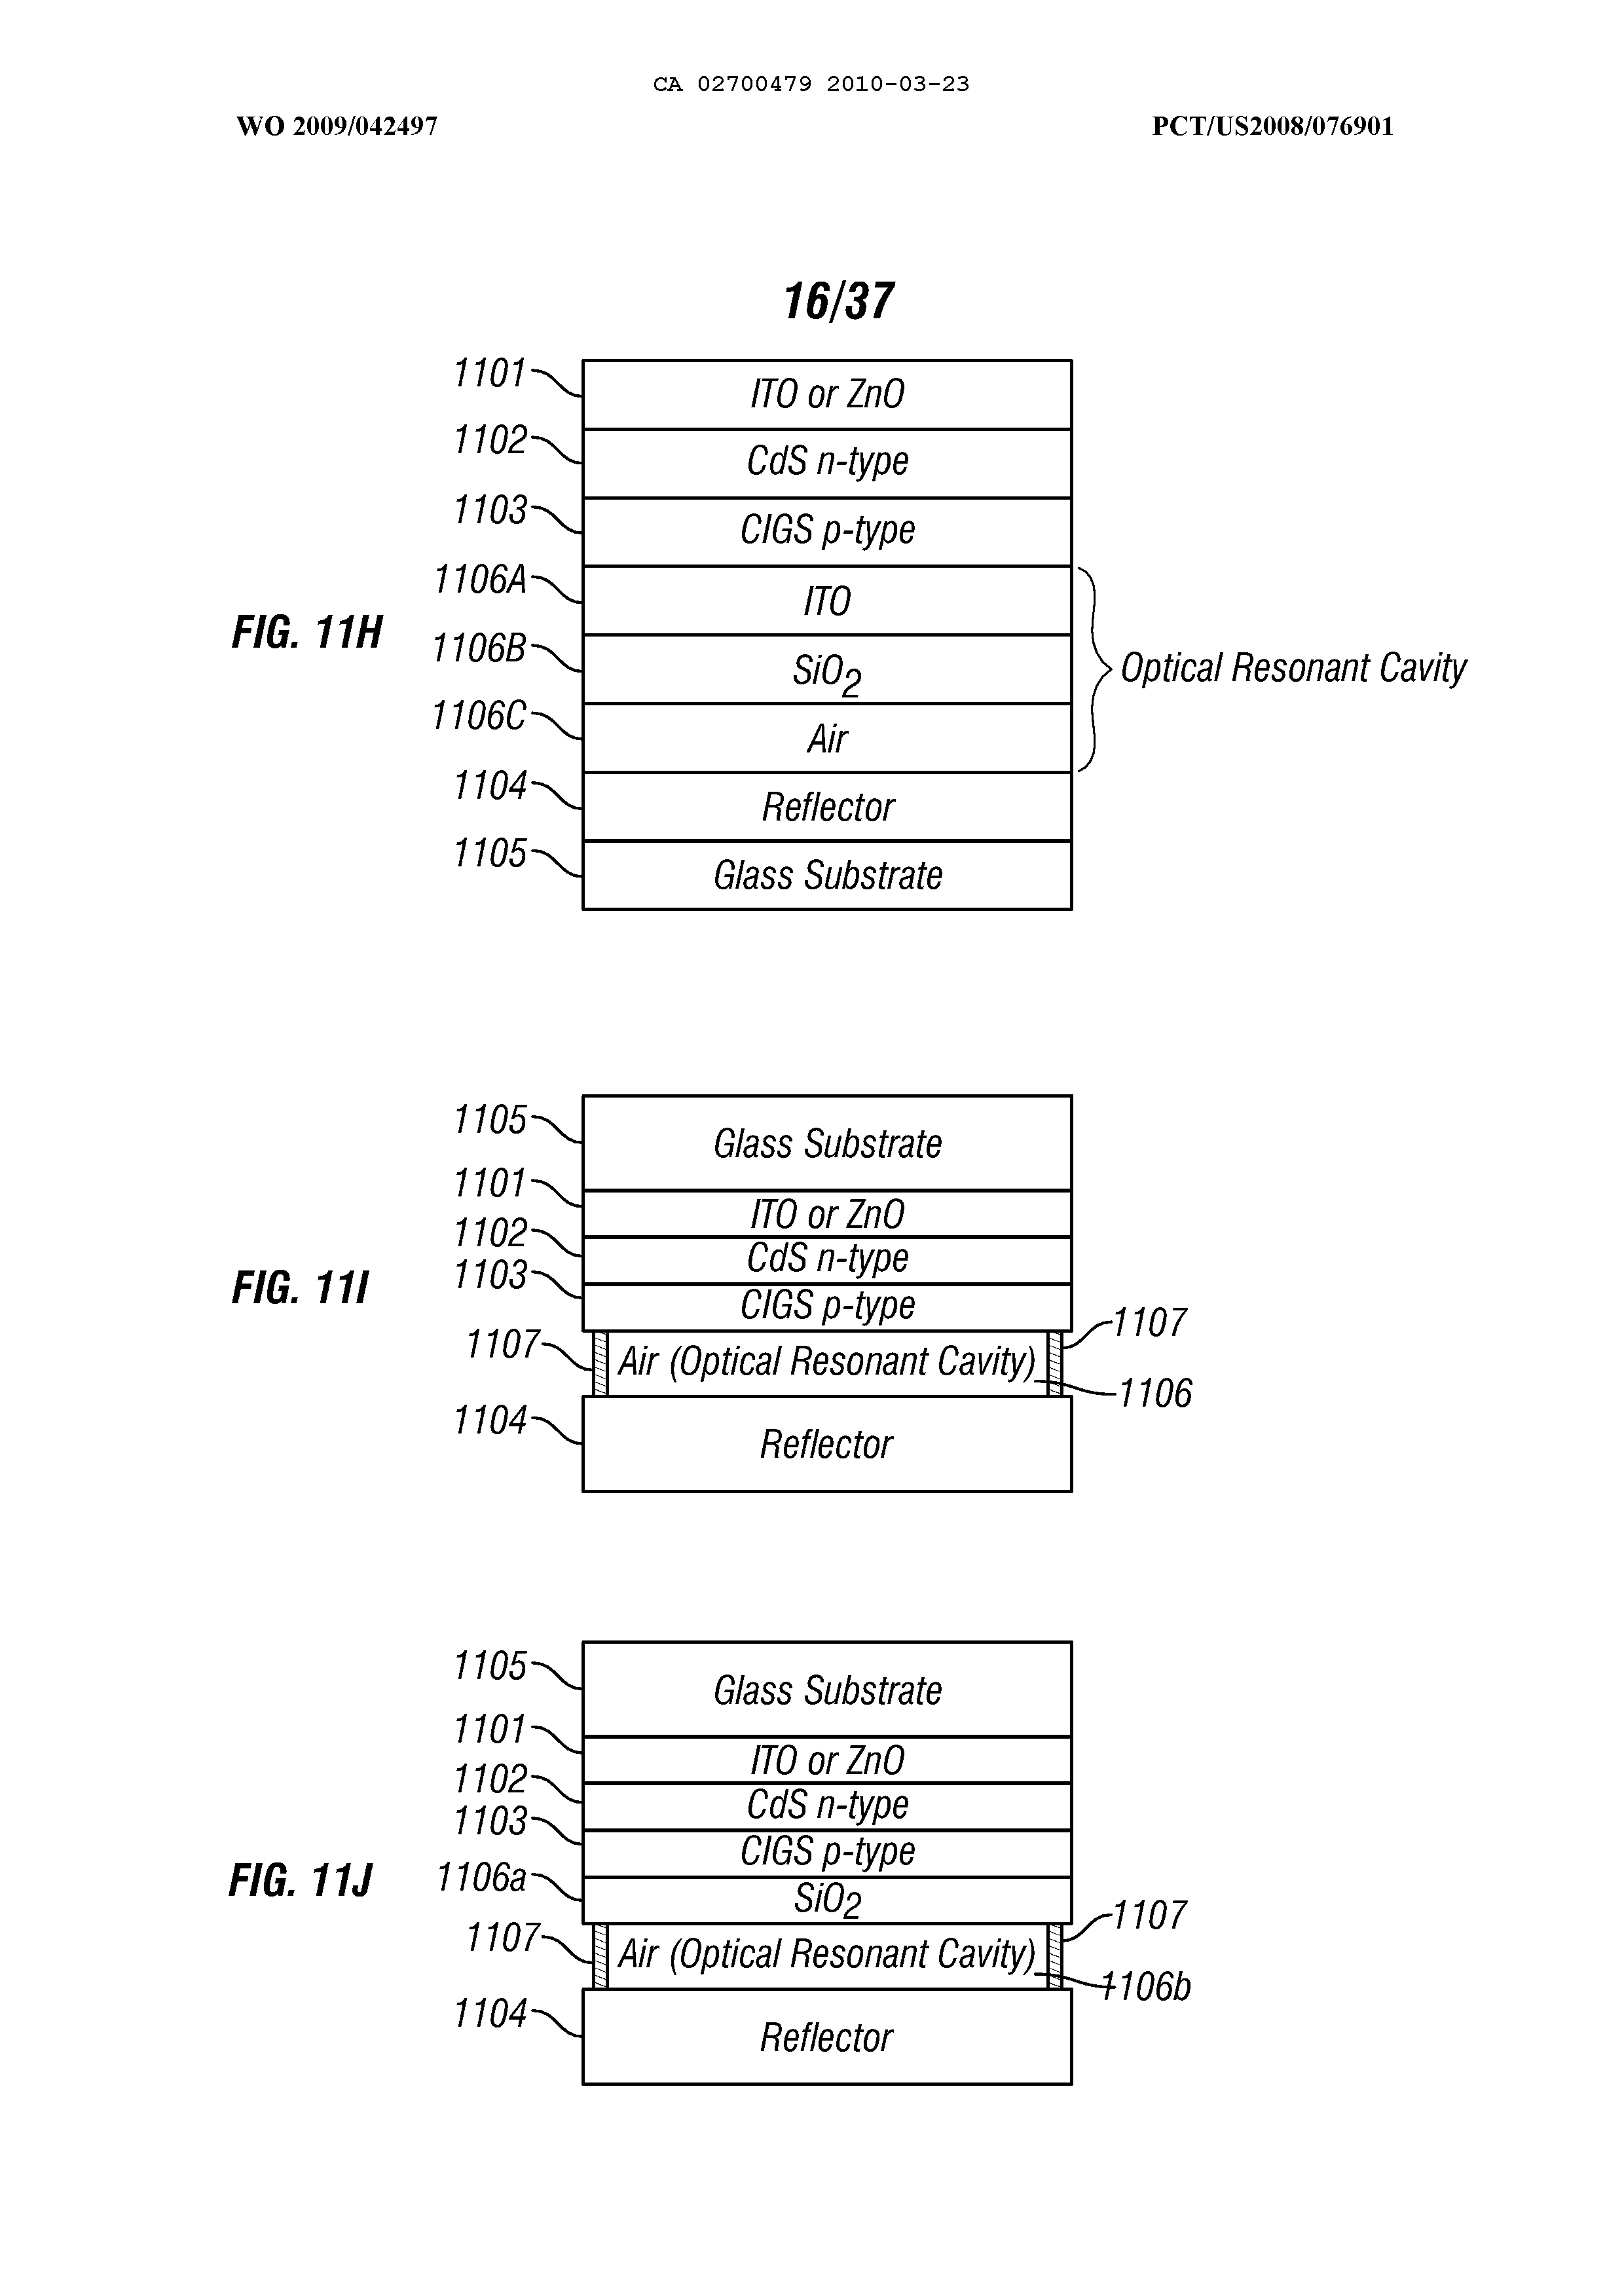 CA 02700479 2010-03-23
WO 2009/042497
PCT/US2008/076901
16/37
FIG. 11H
1101
ITO or ZnO
1102
CdS n-type
1103
CIGS p-type
1106A
ITO
1106B
SiO2
1106C
Air
Optical Resonant Cavity
1104
Reflector
1105
Glass Substrate
FIG. 11I
1105
Glass Substrate
1101
ITO or ZnO
1102
CdS n-type
1103
CIGS p-type
1107
Air (Optical Resonant Cavity)
1107
1106
1104
Reflector
FIG. 11J
1105
Glass Substrate
1101
ITO or ZnO
1102
CdS n-type
1103
CIGS p-type
1106a
SiO2
1107
Air (Optical Resonant Cavity)
1107
1106b
1104
Reflector